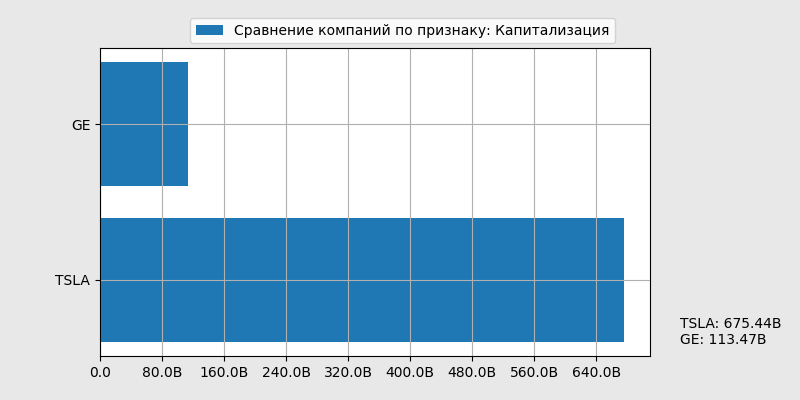 Сравнение компаний по признаку: Капитализация
GE
TSLA
TSLA: 675.44B
GE: 113.47B
0.0 80.0B 160.0B 240.0B 320.0B 400.0B 480.0B 560.0B 640.0B